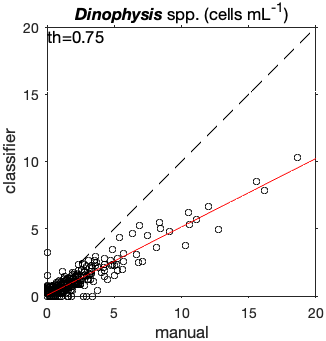 Dinophysis spp. (cells mL⁻¹)
th=0.75
20
15
10
5
0
classifier
0 5 10 15 20
manual